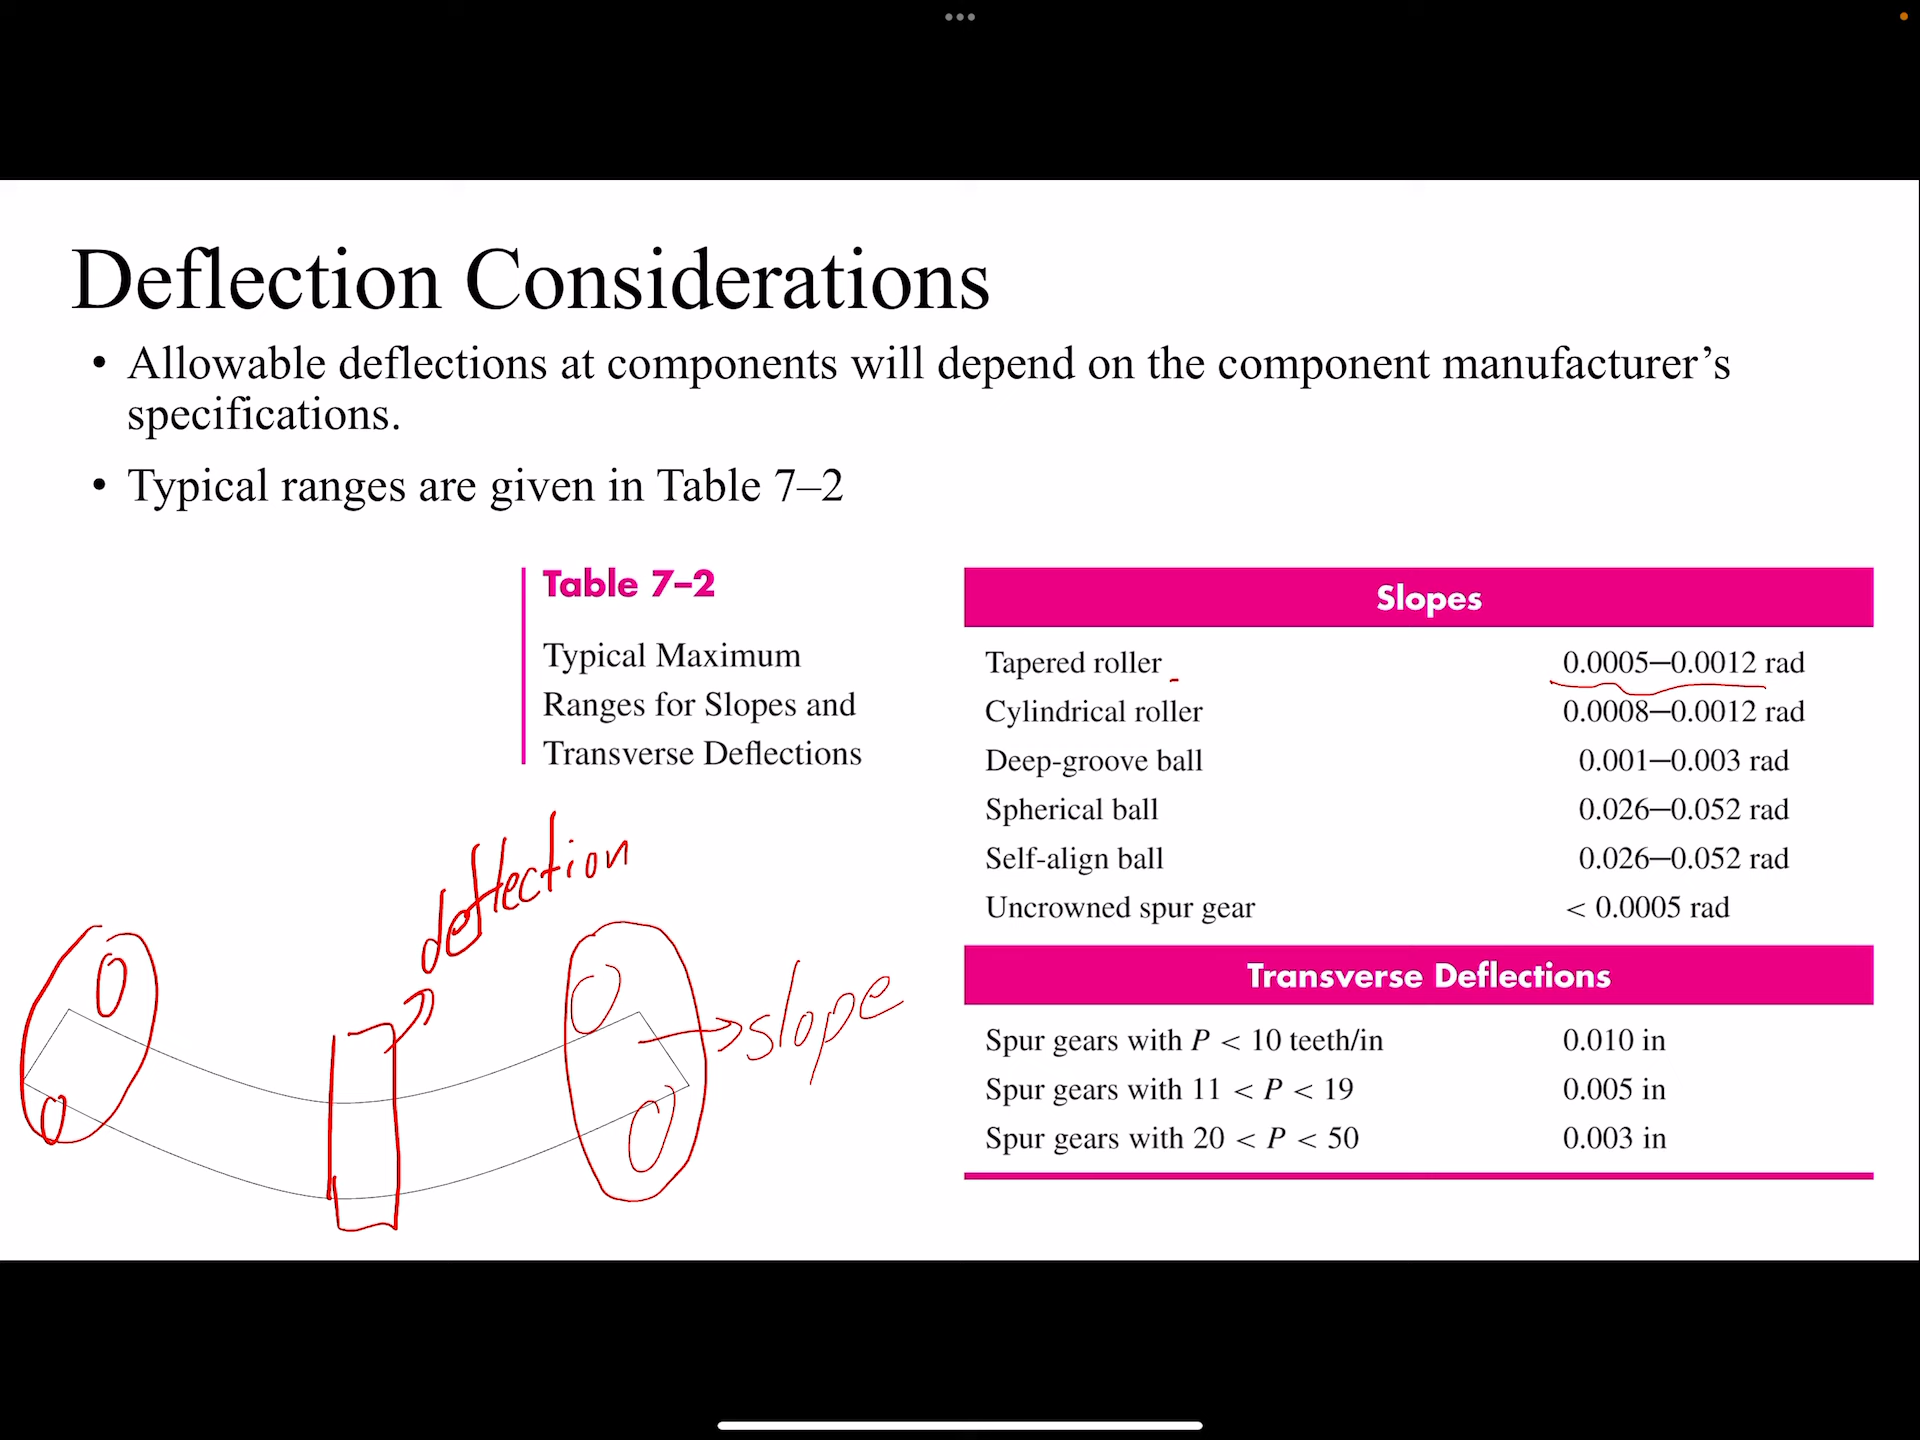 Deflection Considerations
• Allowable deflections at components will depend on the component manufacturer’s
specifications.
• Typical ranges are given in Table 7–2
Table 7–2
Typical Maximum
Ranges for Slopes and
Transverse Deflections
Slopes
Tapered roller 0.0005–0.0012 rad
Cylindrical roller 0.0008–0.0012 rad
Deep-groove ball 0.001–0.003 rad
Spherical ball 0.026–0.052 rad
Self-align ball 0.026–0.052 rad
Uncrowned spur gear < 0.0005 rad
Transverse Deflections
Spur gears with P < 10 teeth/in 0.010 in
Spur gears with 11 < P < 19 0.005 in
Spur gears with 20 < P < 50 0.003 in
deflection
slope